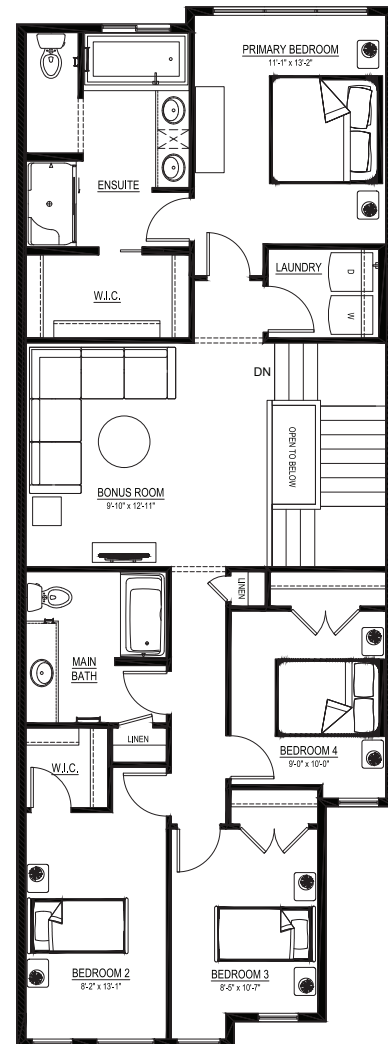 PRIMARY BEDROOM
11'-1" x 13'-2"
ENSUITE
LAUNDRY
D
W
W.I.C.
DN
OPEN TO BELOW
BONUS ROOM
9'-10" x 12'-11"
LINEN
MAIN
BATH
LINEN
BEDROOM 4
9'-0" x 10'-0"
W.I.C.
BEDROOM 2
8'-2" x 13'-1"
BEDROOM 3
8'-5" x 10'-7"